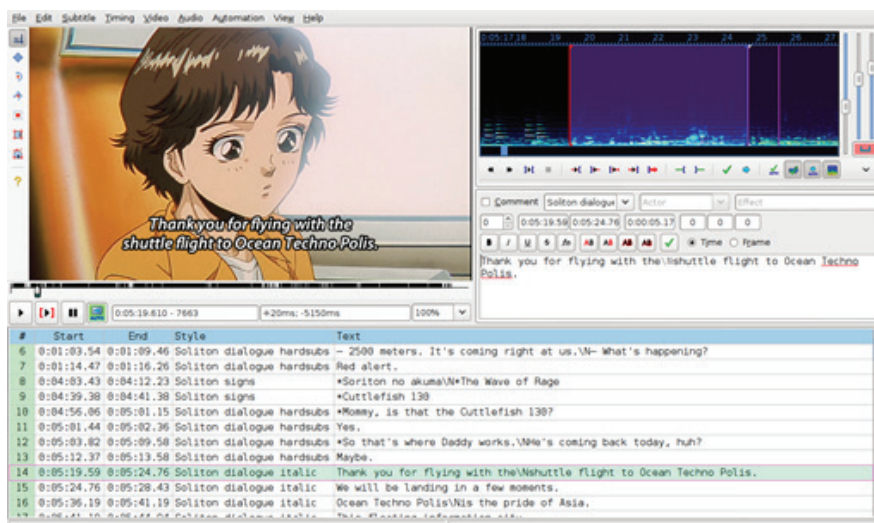 File Edit Subtitle Timing Video Audio Automation View Help
0:05:17,18 19 20 21 22 23 24 25 26 27
Thank you for flying with the
shuttle flight to Ocean Techno Polis.
Comment Soliton dialogue Actor Effect
0 0:05:19.59 0:05:24.76 0:00:05.17 0 0 0
B I U S fn AB AB AB AB Time Frame
Thank you for flying with the\Nshuttle flight to Ocean Techno
Polis.
0:05:19.610 - 7663 +20ms; -5150ms 100%
# Start End Style Text
6 0:01:03.54 0:01:09.46 Soliton dialogue hardsubs — 2500 meters. It's coming right at us.\N— What's happening?
7 0:01:14.47 0:01:16.26 Soliton dialogue hardsubs Red alert.
8 0:04:03.43 0:04:12.23 Soliton signs *Soriton no akuma\N*The Wave of Rage
9 0:04:39.38 0:04:41.38 Soliton signs *Cuttlefish 130
10 0:04:56.06 0:05:01.15 Soliton dialogue hardsubs *Mommy, is that the Cuttlefish 130?
11 0:05:01.44 0:05:02.36 Soliton dialogue hardsubs Yes.
12 0:05:03.82 0:05:09.58 Soliton dialogue hardsubs *So that's where Daddy works.\NHe's coming back today, huh?
13 0:05:12.37 0:05:13.58 Soliton dialogue hardsubs Maybe.
14 0:05:19.59 0:05:24.76 Soliton dialogue italic Thank you for flying with the\Nshuttle flight to Ocean Techno Polis.
15 0:05:24.76 0:05:28.43 Soliton dialogue italic We will be landing in a few moments.
16 0:05:36.19 0:05:41.19 Soliton dialogue italic Ocean Techno Polis\Nis the pride of Asia.